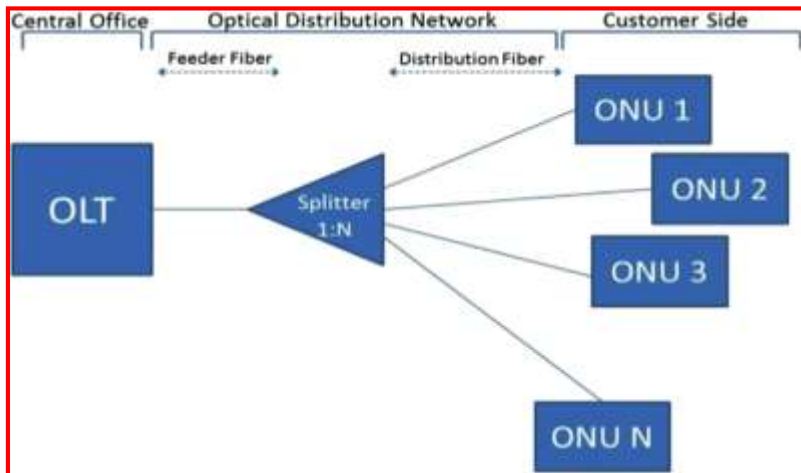 Central Office Optical Distribution Network Customer Side
Feeder Fiber Distribution Fiber
ONU 1
ONU 2
OLT
Splitter
1:N
ONU 3
ONU N